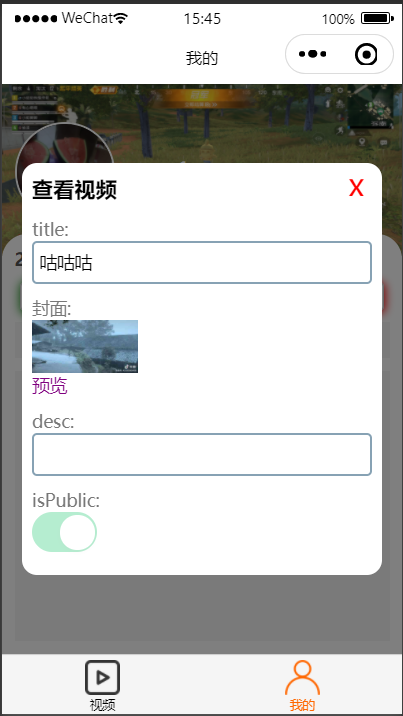 WeChat
15:45
100%
我的
查看视频
X
title:
咕咕咕
封面:
预览
desc:
isPublic:
视频
我的